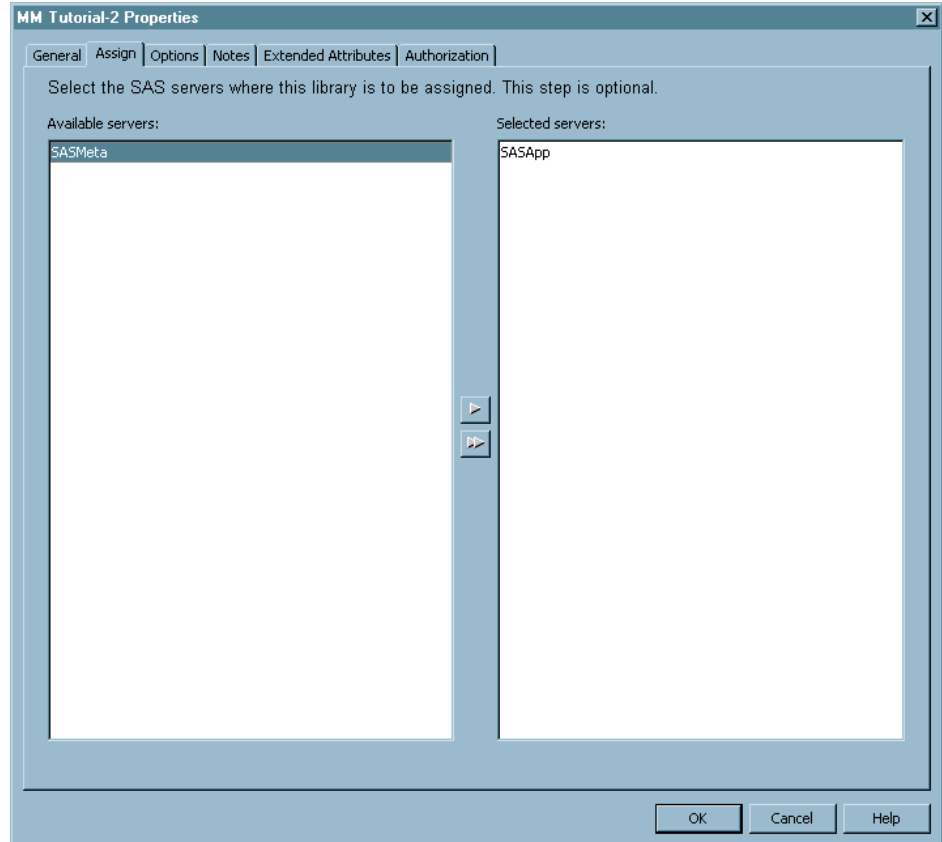 MM Tutorial-2 Properties
General Assign Options Notes Extended Attributes Authorization
Select the SAS servers where this library is to be assigned. This step is optional.
Available servers: Selected servers:
SASMeta SASApp
OK Cancel Help